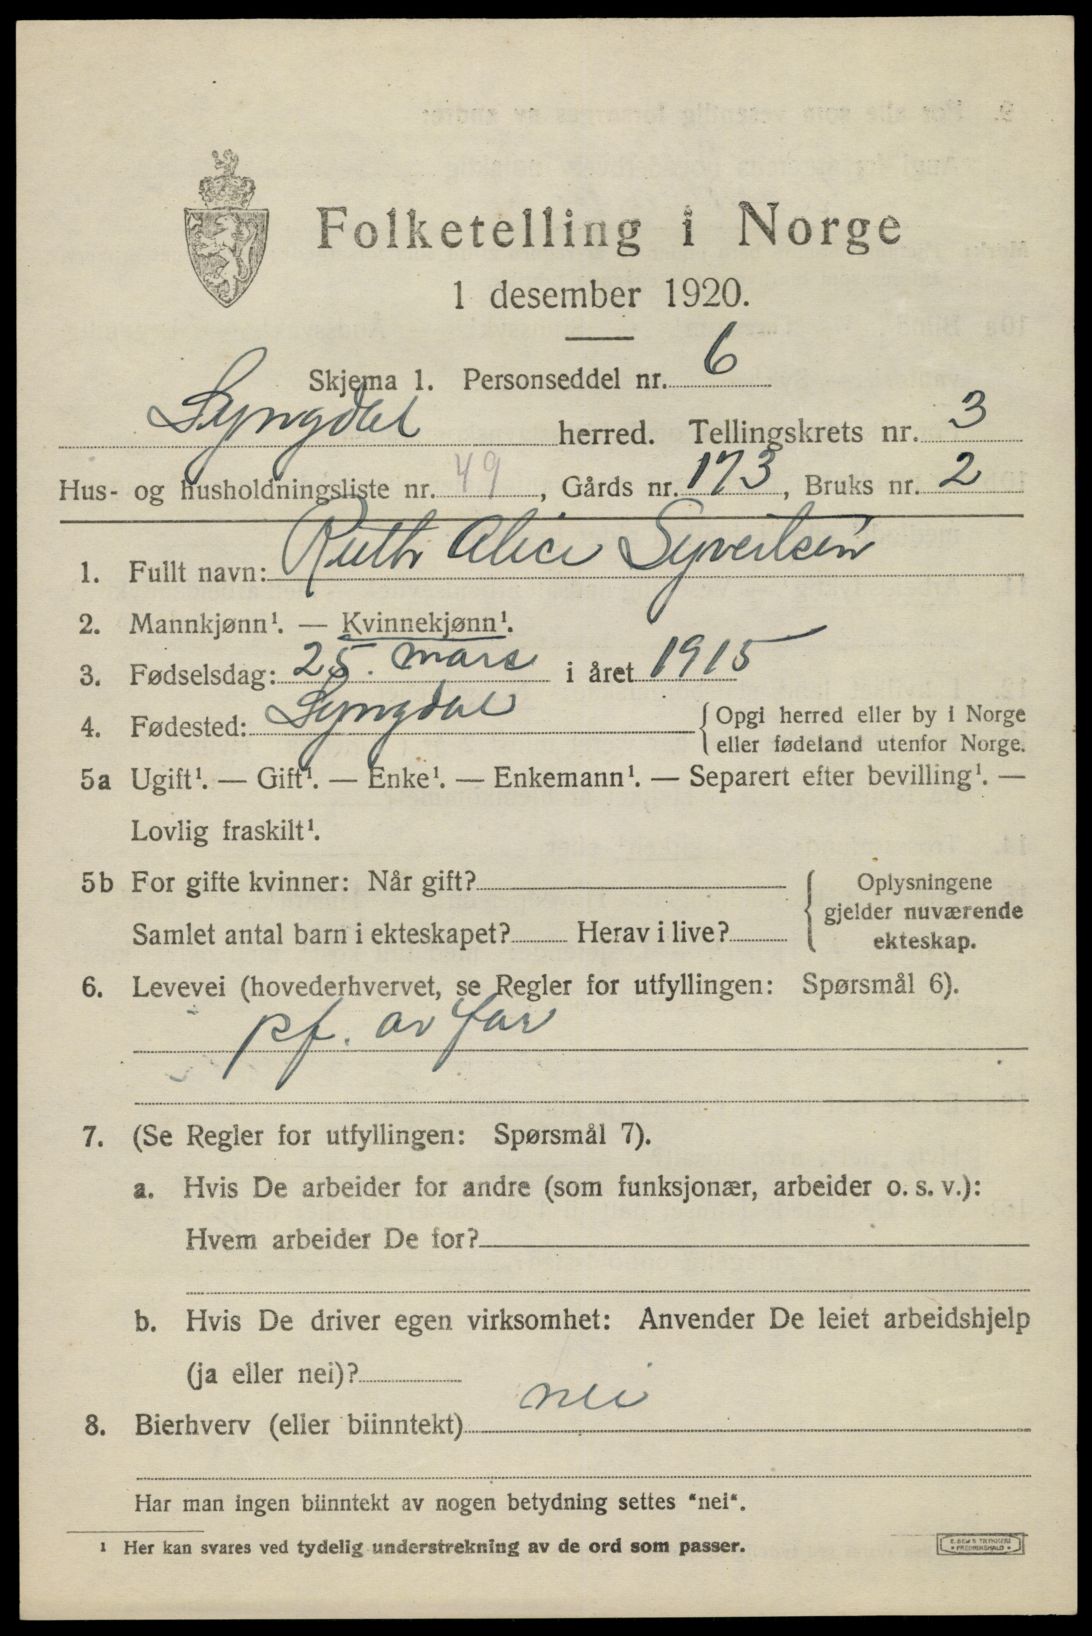 Folketelling i Norge
1 desember 1920.
Skjema 1. Personseddel nr. 6
Lyngdal herred. Tellingskrets nr. 3
Hus- og husholdningsliste nr. 49, Gårds nr. 173, Bruks nr. 2
1. Fullt navn: Ruth Alice Syvertsen
2. Mannkjønn¹. — Kvinnekjønn¹.
3. Fødselsdag: 25. mars i året 1915
4. Fødested: Lyngdal {Opgi herred eller by i Norge
eller fødeland utenfor Norge.
5a Ugift¹. — Gift¹. — Enke¹. — Enkemann¹. — Separert efter bevilling¹. —
Lovlig fraskilt¹.
5b For gifte kvinner: Når gift? { Oplysningene
gjelder nuværende
Samlet antal barn i ekteskapet? Herav i live?
ekteskap.
6. Levevei (hovederhvervet, se Regler for utfyllingen: Spørsmål 6).
pf. av far
7. (Se Regler for utfyllingen: Spørsmål 7).
a. Hvis De arbeider for andre (som funksjonær, arbeider o. s. v.):
Hvem arbeider De for?
b. Hvis De driver egen virksomhet: Anvender De leiet arbeidshjelp
(ja eller nei)?
8. Bierhverv (eller biinntekt) nei
Har man ingen biinntekt av nogen betydning settes "nei".
¹ Her kan svares ved tydelig understrekning av de ord som passer.